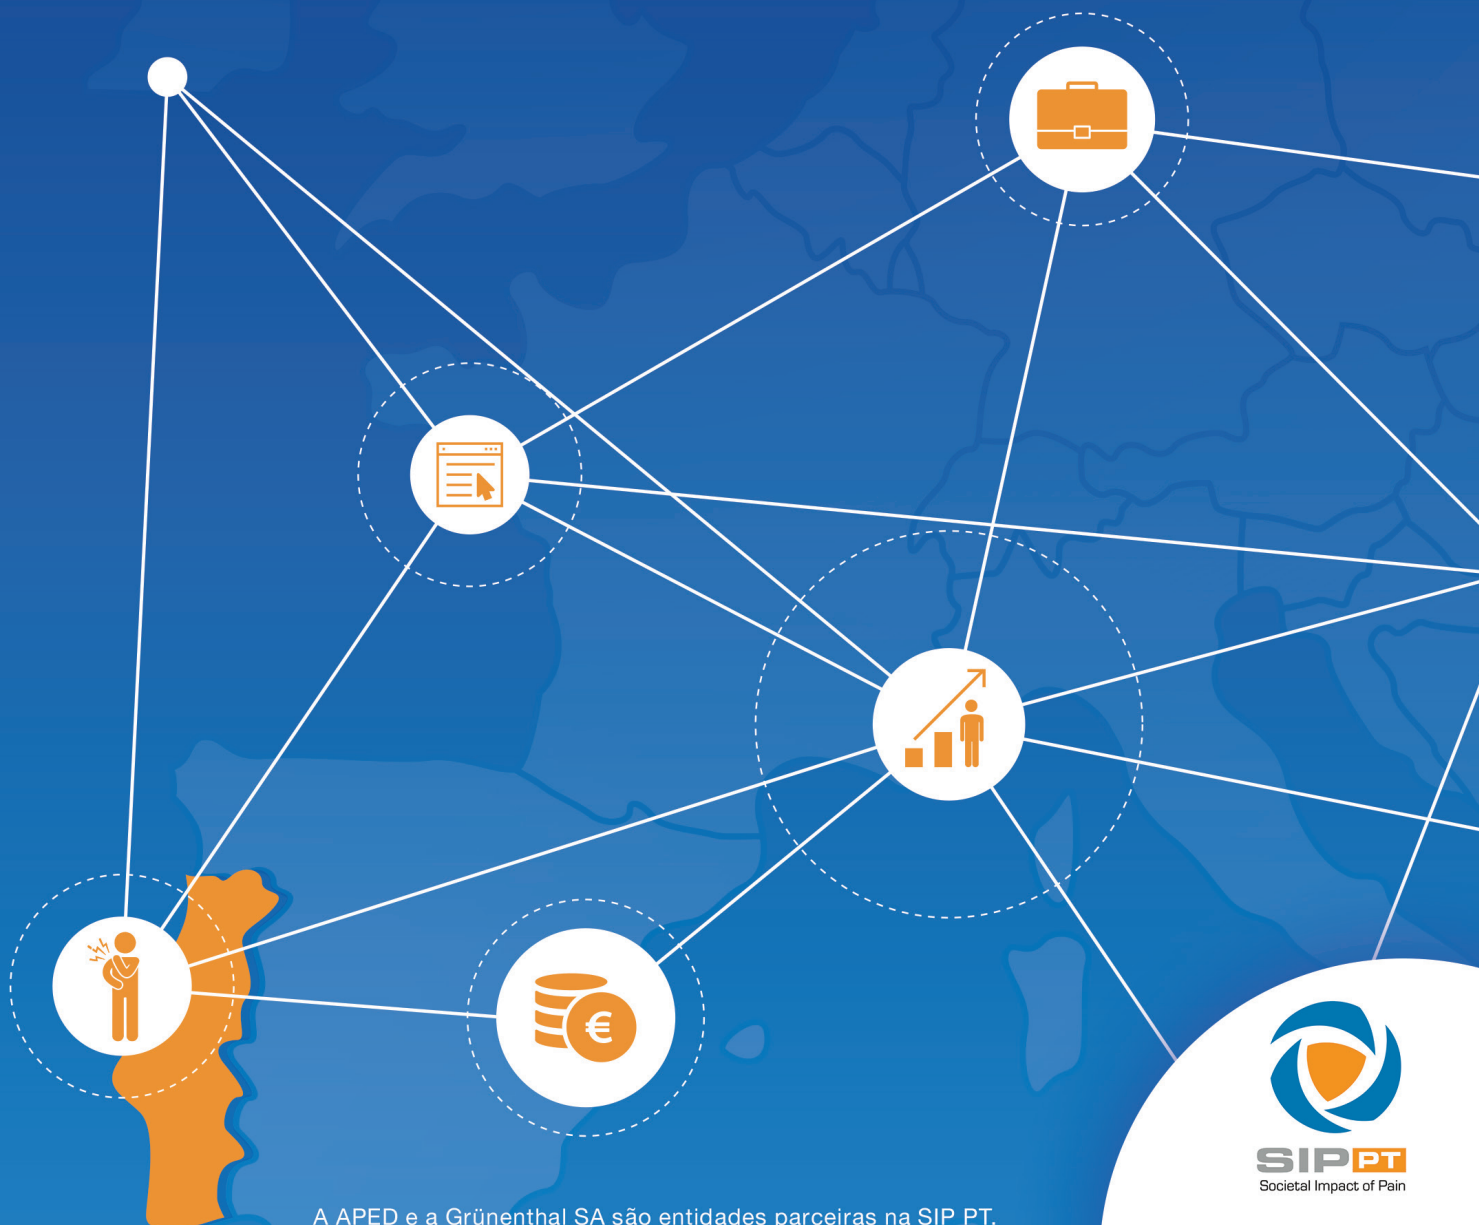 €
SIP PT
Societal Impact of Pain
A APED e a Grünenthal SA são entidades parceiras na SIP PT.